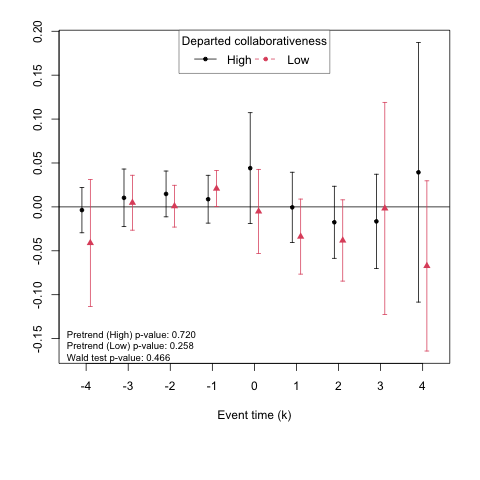 Departed collaborativeness
High Low
0.20
0.15
0.10
0.05
0.00
-0.05
-0.10
-0.15
Pretrend (High) p-value: 0.720
Pretrend (Low) p-value: 0.258
Wald test p-value: 0.466
-4 -3 -2 -1 0 1 2 3 4
Event time (k)